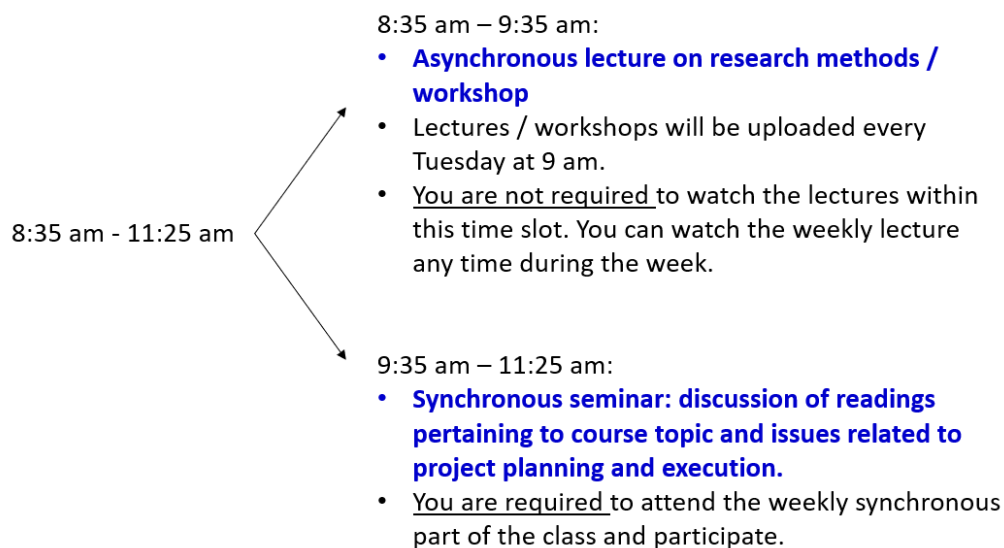 8:35 am – 9:35 am:
• Asynchronous lecture on research methods /
workshop
• Lectures / workshops will be uploaded every
Tuesday at 9 am.
• You are not required to watch the lectures within
this time slot. You can watch the weekly lecture
any time during the week.
8:35 am - 11:25 am
9:35 am – 11:25 am:
• Synchronous seminar: discussion of readings
pertaining to course topic and issues related to
project planning and execution.
• You are required to attend the weekly synchronous
part of the class and participate.